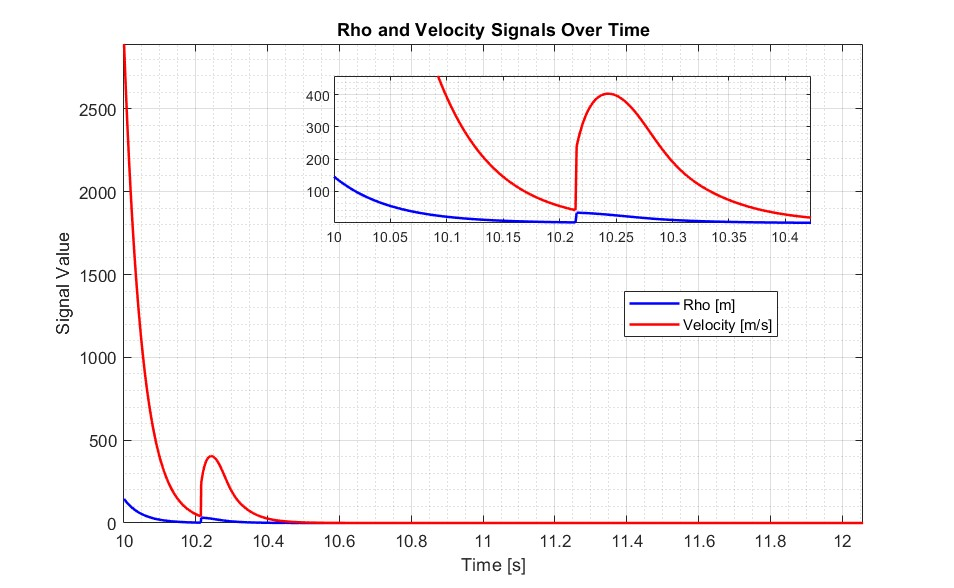 Rho and Velocity Signals Over Time
Signal Value
2500
2000
1500
1000
500
0
400
300
200
100
10 10.05 10.1 10.15 10.2 10.25 10.3 10.35 10.4
Rho [m]
Velocity [m/s]
10 10.2 10.4 10.6 10.8 11 11.2 11.4 11.6 11.8 12
Time [s]